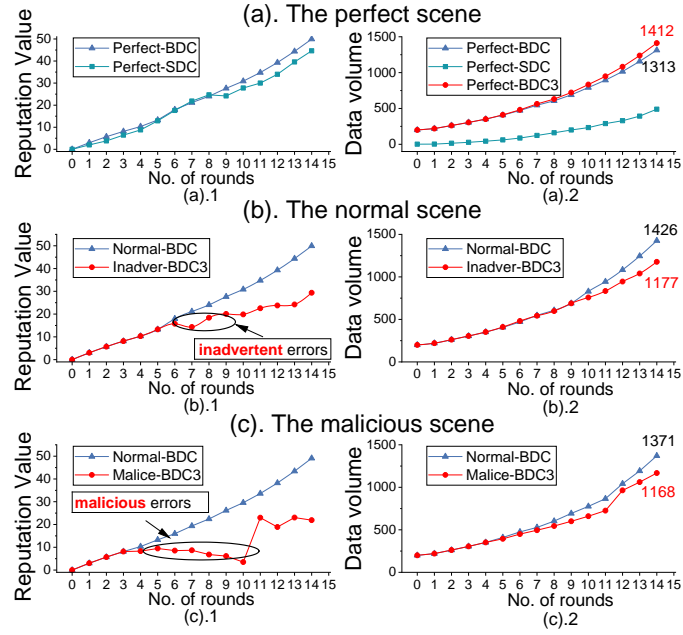 (a). The perfect scene
Reputation Value
50
40
30
20
10
0
Perfect-BDC
Perfect-SDC
0 1 2 3 4 5 6 7 8 9 10 11 12 13 14 15
No. of rounds
(a).1
Data volume
1500
1000
500
0
Perfect-BDC
Perfect-SDC
Perfect-BDC3
1412
1313
0 1 2 3 4 5 6 7 8 9 10 11 12 13 14 15
No. of rounds
(a).2
(b). The normal scene
Reputation Value
50
40
30
20
10
0
Normal-BDC
Inadver-BDC3
inadvertent errors
0 1 2 3 4 5 6 7 8 9 10 11 12 13 14 15
No. of rounds
(b).1
Data volume
1500
1000
500
0
Normal-BDC
Inadver-BDC3
1426
1177
0 1 2 3 4 5 6 7 8 9 10 11 12 13 14 15
No. of rounds
(b).2
(c). The malicious scene
Reputation Value
50
40
30
20
10
0
Normal-BDC
Malice-BDC3
malicious errors
0 1 2 3 4 5 6 7 8 9 10 11 12 13 14 15
No. of rounds
(c).1
Data volume
1500
1000
500
0
Normal-BDC
Malice-BDC3
1371
1168
0 1 2 3 4 5 6 7 8 9 10 11 12 13 14 15
No. of rounds
(c).2